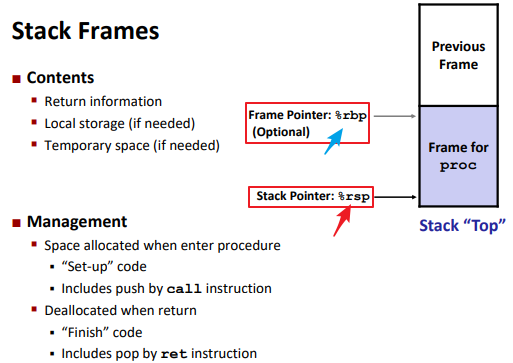 Stack Frames
Contents
Return information
Local storage (if needed)
Temporary space (if needed)
Management
Space allocated when enter procedure
“Set-up” code
Includes push by call instruction
Deallocated when return
“Finish” code
Includes pop by ret instruction
Frame Pointer: %rbp
(Optional)
Stack Pointer: %rsp
Previous
Frame
Frame for
proc
Stack “Top”